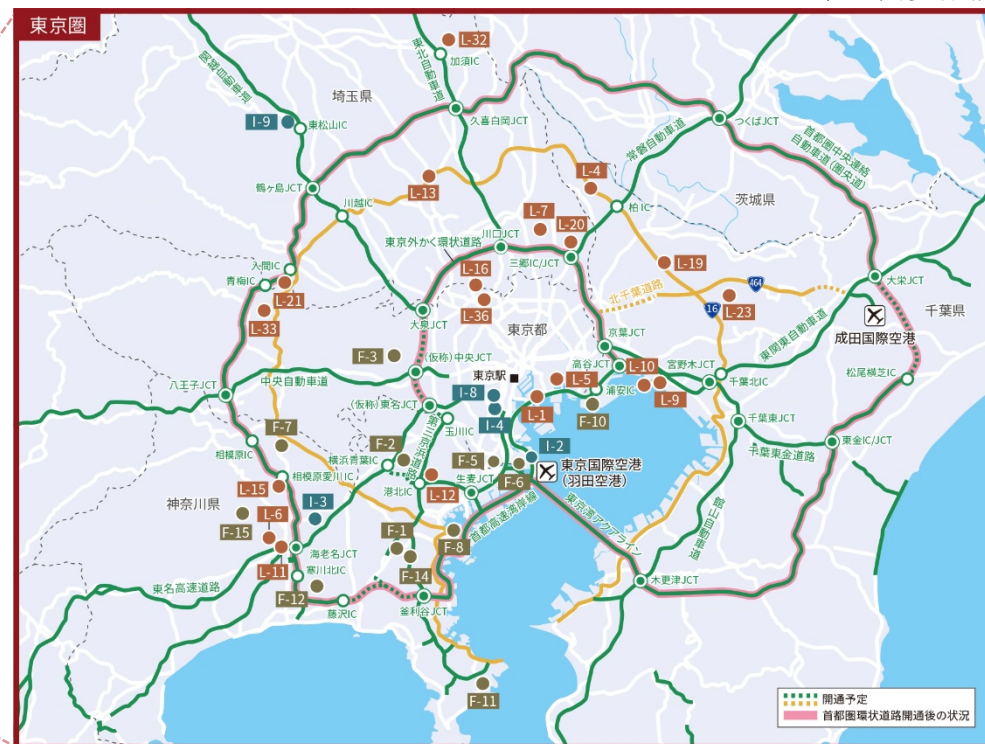 東京圏
L-32
加須IC
東北自動車道
関越自動車道
埼玉県
I-9
東松山IC
久喜白岡JCT
常磐自動車道
つくばJCT
首都圏中央連絡
自動車道(圏央道)
鶴ヶ島JCT
L-13
L-4
茨城県
川越IC
柏IC
L-7
L-20
東京外かく環状道路
川口JCT
三郷IC/JCT
L-19
入間IC
青梅IC
L-21
L-16
464
北千葉道路
大栄JCT
L-33
L-36
16
L-23
千葉県
大泉JCT
東京都
京葉JCT
東関東自動車道
成田国際空港
F-3
(仮称)中央JCT
高谷JCT
L-10
宮野木JCT
八王子JCT
中央自動車道
東京駅
L-5
浦安IC
L-9
千葉北IC
松尾横芝IC
I-8
L-1
F-10
(仮称)東名JCT
I-4
玉川IC
千葉東JCT
第三京浜道路
F-7
F-2
I-2
東金IC/JCT
相模原IC
横浜青葉IC
F-5
東京国際空港
(羽田空港)
千葉東金道路
相模原愛川IC
F-6
L-15
港北IC
L-12
生麦JCT
神奈川県
L-6
I-3
首都高速湾岸線
東京湾アクアライン
館山自動車道
F-15
F-1
F-8
海老名JCT
L-11
寒川北IC
F-14
東名高速道路
F-12
木更津JCT
藤沢IC
釜利谷JCT
F-11
開通予定
首都圏環状道路開通後の状況